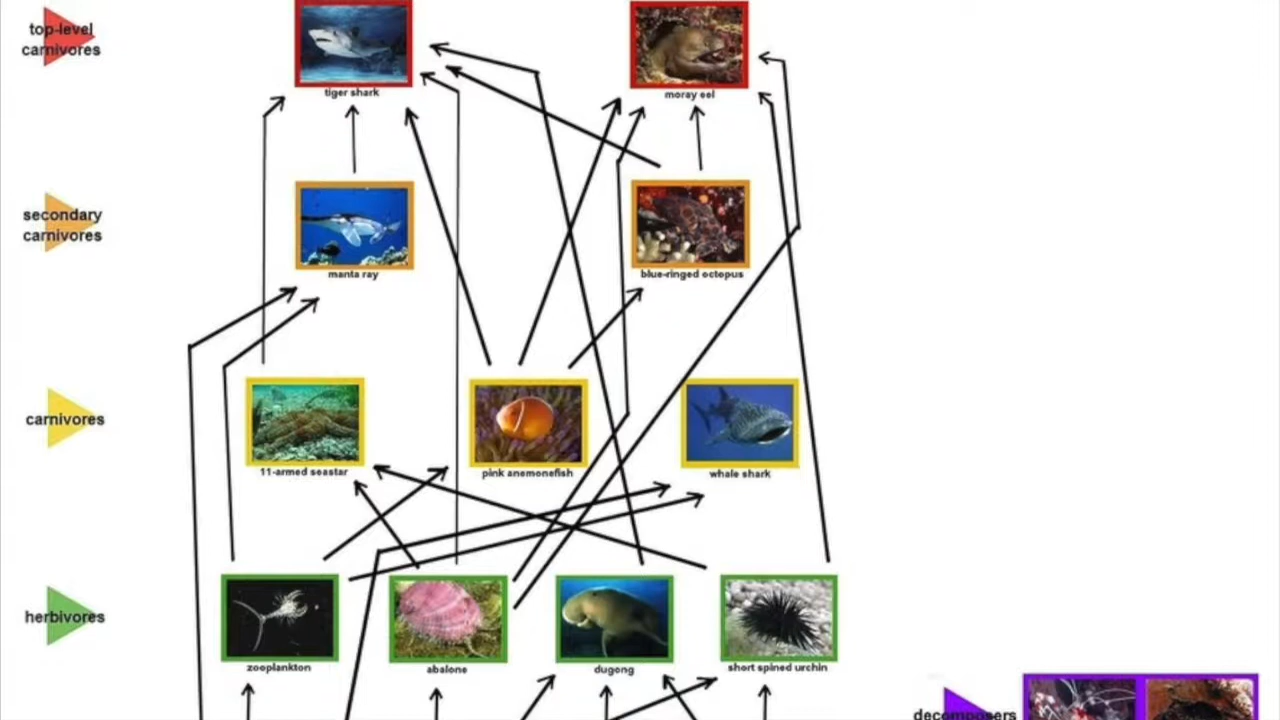 top-level
carnivores
tiger shark
moray eel
secondary
carnivores
manta ray
blue-ringed octopus
carnivores
11-armed seastar
pink anemonefish
whale shark
herbivores
zooplankton
abalone
dugong
short spined urchin
decomposers